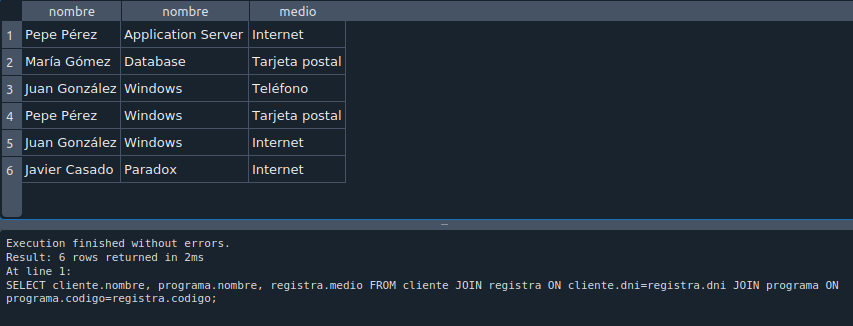 nombre nombre medio
1 Pepe Pérez Application Server Internet
2 María Gómez Database Tarjeta postal
3 Juan González Windows Teléfono
4 Pepe Pérez Windows Tarjeta postal
5 Juan González Windows Internet
6 Javier Casado Paradox Internet
Execution finished without errors.
Result: 6 rows returned in 2ms
At line 1:
SELECT cliente.nombre, programa.nombre, registra.medio FROM cliente JOIN registra ON cliente.dni=registra.dni JOIN programa ON
programa.codigo=registra.codigo;